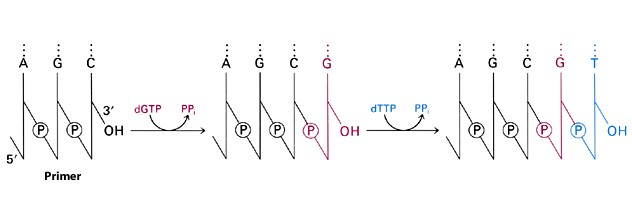 A G C A G C G A G C G T
3′ dGTP PPi dTTP PPi
P P OH P P P OH P P P P OH
5′
Primer